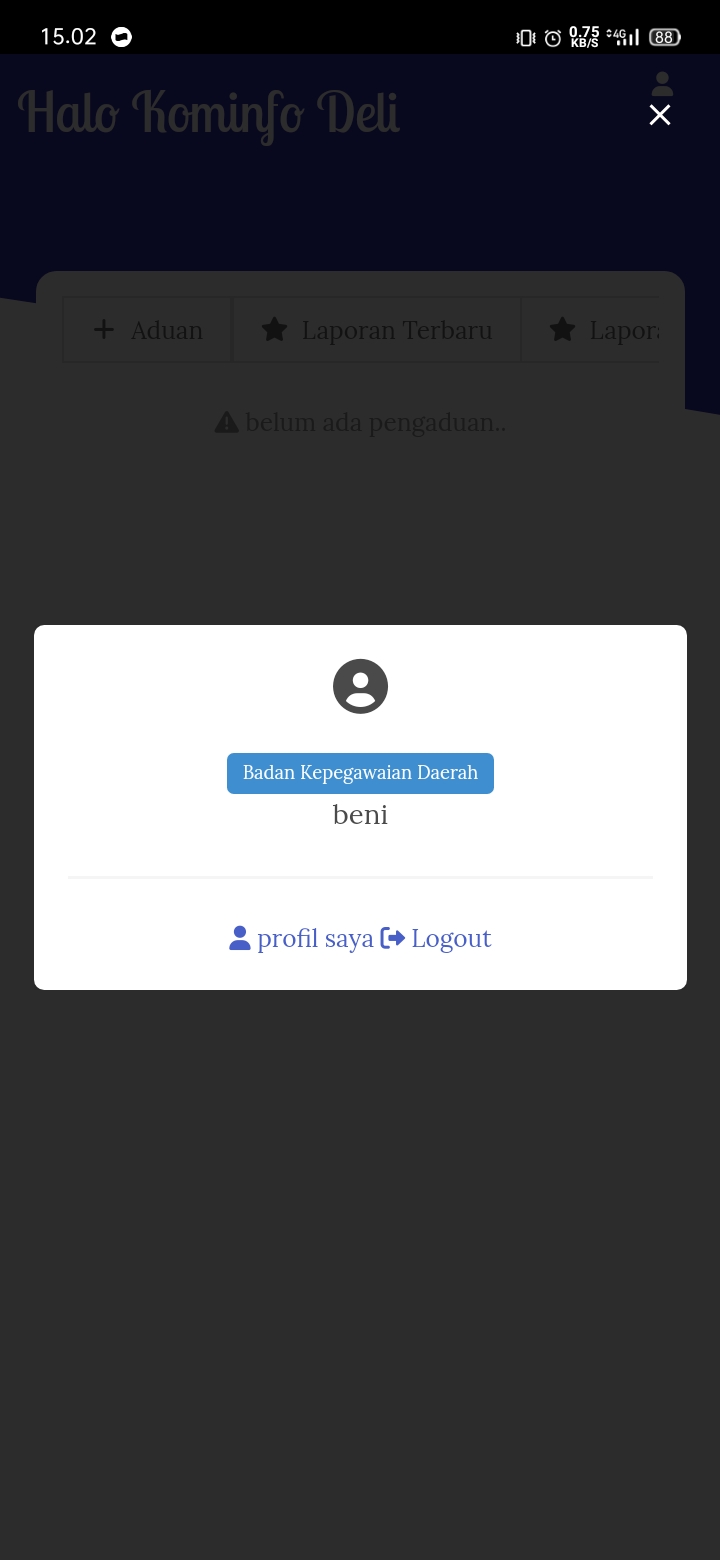 15.02
0.75
KB/S
4G
88
Halo Kominfo Deli
Aduan
Laporan Terbaru
Lapora
belum ada pengaduan..
Badan Kepegawaian Daerah
beni
profil saya Logout